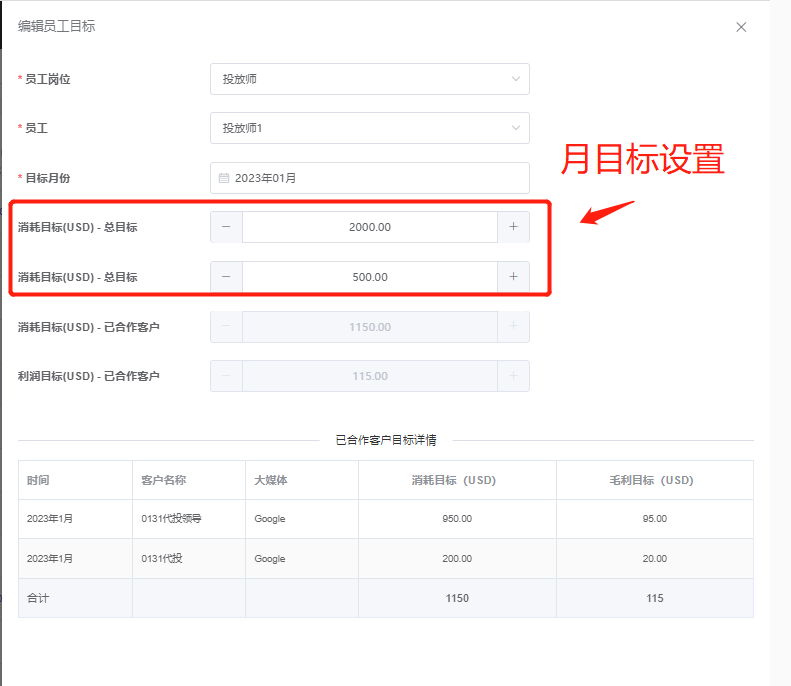 编辑员工目标
* 员工岗位 投放师
* 员工 投放师1
月目标设置
* 目标月份 2023年01月
消耗目标(USD) - 总目标 − 2000.00 +
消耗目标(USD) - 总目标 − 500.00 +
消耗目标(USD) - 已合作客户 − 1150.00 +
利润目标(USD) - 已合作客户 − 115.00 +
已合作客户目标详情
时间 客户名称 大媒体 消耗目标（USD） 毛利目标（USD）
2023年1月 0131代投领导 Google 950.00 95.00
2023年1月 0131代投 Google 200.00 20.00
合计 1150 115